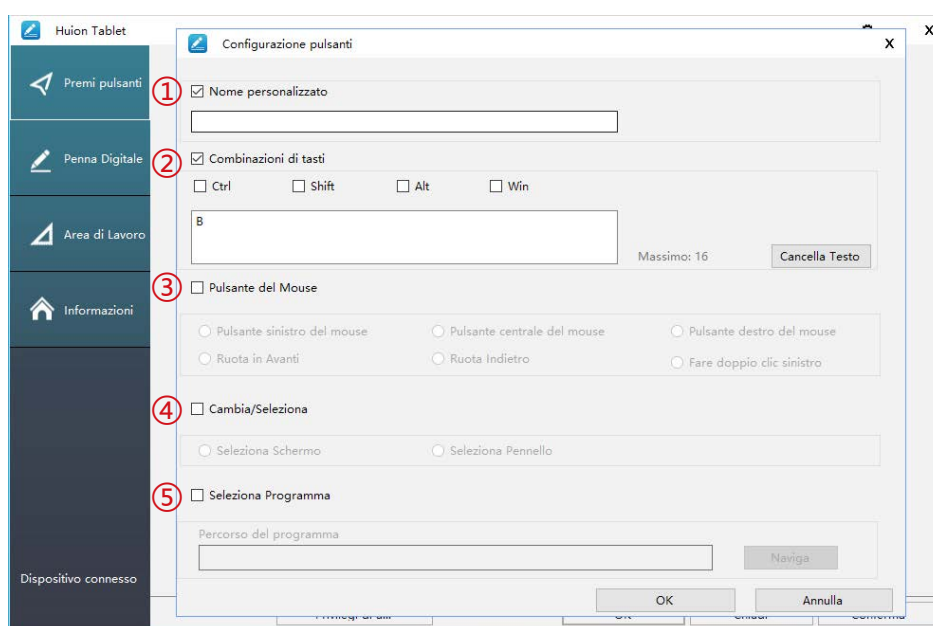 Huion Tablet
X
Configurazione pulsanti
X
Premi pulsanti
① Nome personalizzato
Penna Digitale
② Combinazioni di tasti
Ctrl Shift Alt Win
B
Area di Lavoro
Massimo: 16 Cancella Testo
③ Pulsante del Mouse
Informazioni
Pulsante sinistro del mouse Pulsante centrale del mouse Pulsante destro del mouse
Ruota in Avanti Ruota Indietro Fare doppio clic sinistro
④ Cambia/Seleziona
Seleziona Schermo Seleziona Pennello
⑤ Seleziona Programma
Percorso del programma
Naviga
Dispositivo connesso
OK Annulla